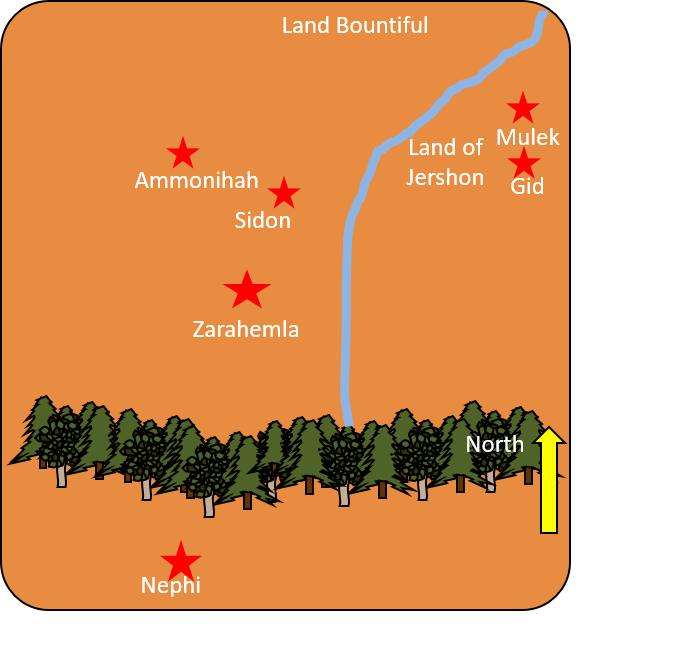 Land Bountiful
Mulek
Land of
Jershon
Ammonihah
Gid
Sidon
Zarahemla
North
Nephi